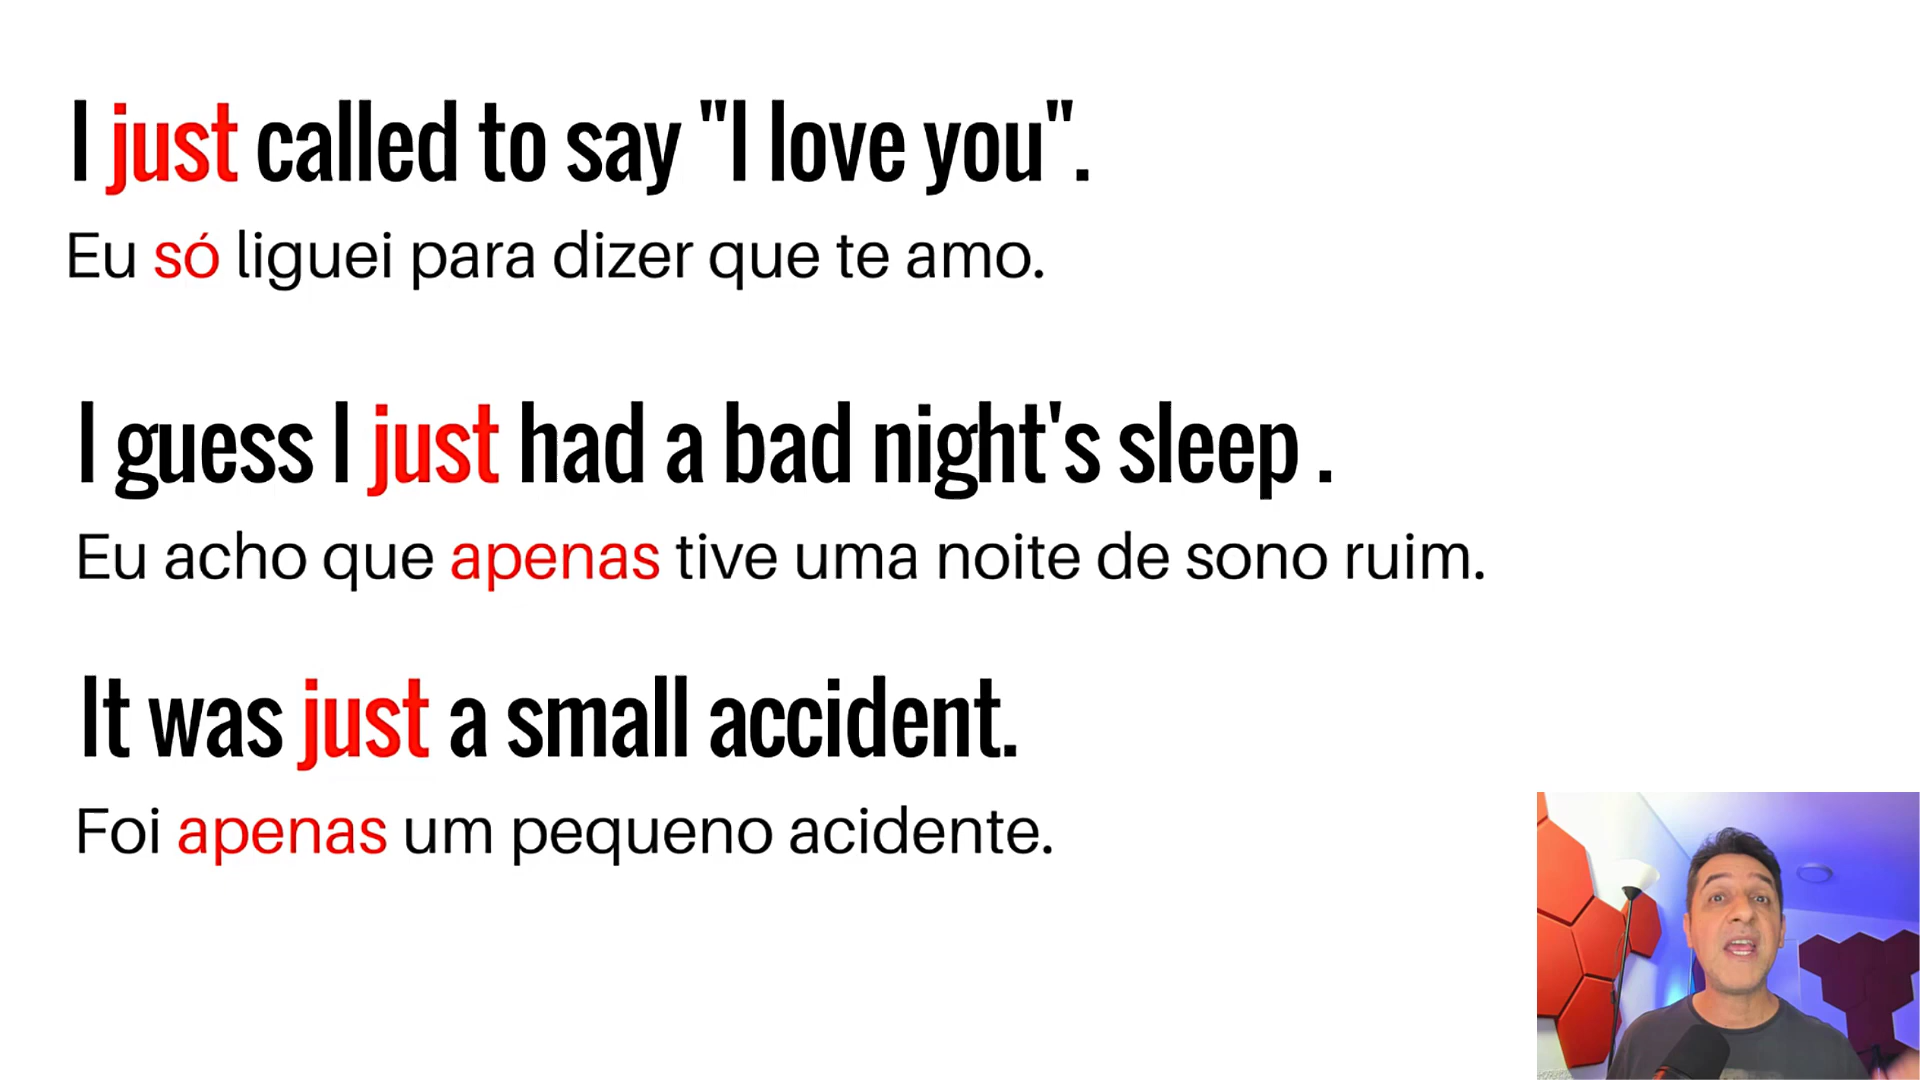 I just called to say "I love you".
Eu só liguei para dizer que te amo.
I guess I just had a bad night's sleep .
Eu acho que apenas tive uma noite de sono ruim.
It was just a small accident.
Foi apenas um pequeno acidente.